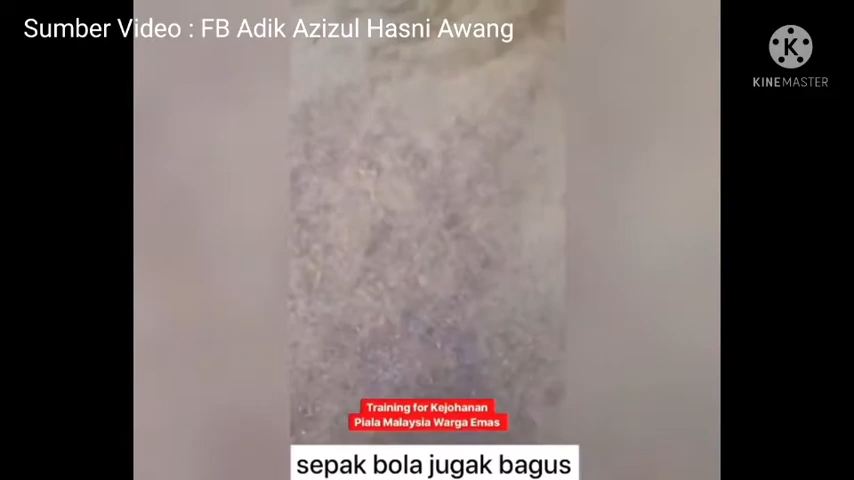 Sumber Video : FB Adik Azizul Hasni Awang
KINEMASTER
Training for Kejohanan
Piala Malaysia Warga Emas
sepak bola jugak bagus